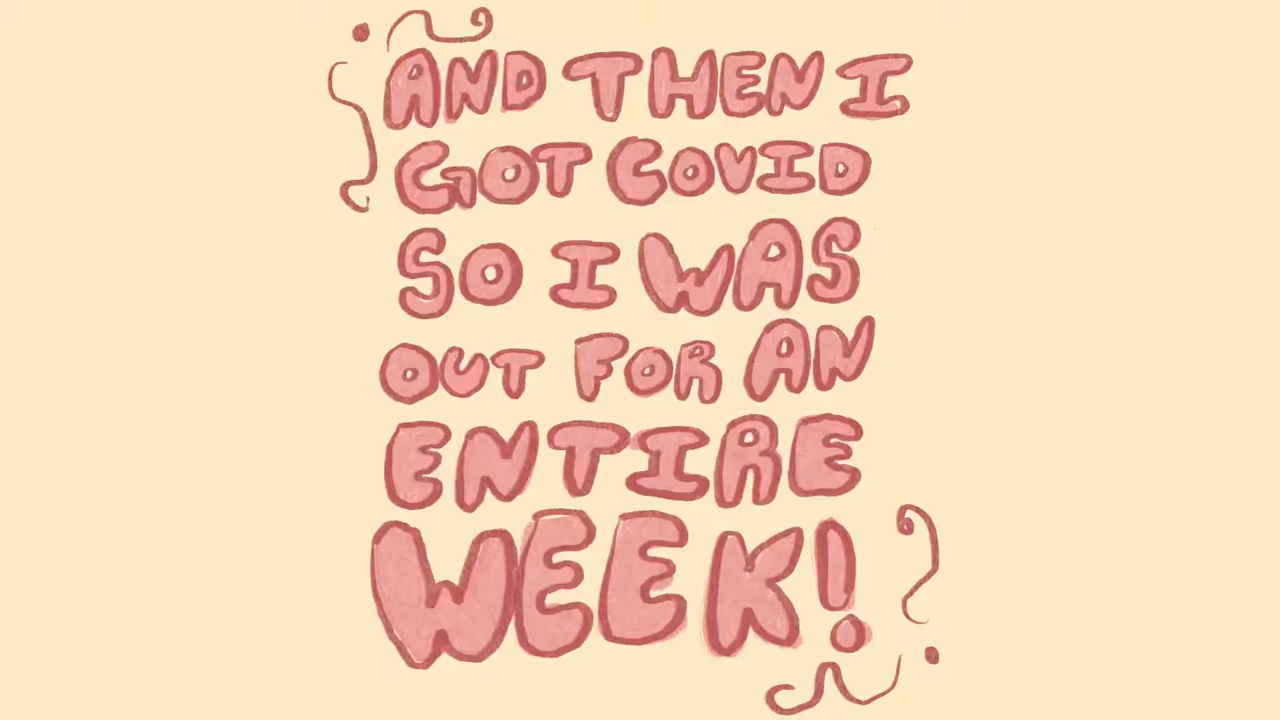 AND THEN I
GOT COVID
SO I WAS
OUT FOR AN
ENTIRE
WEEK!